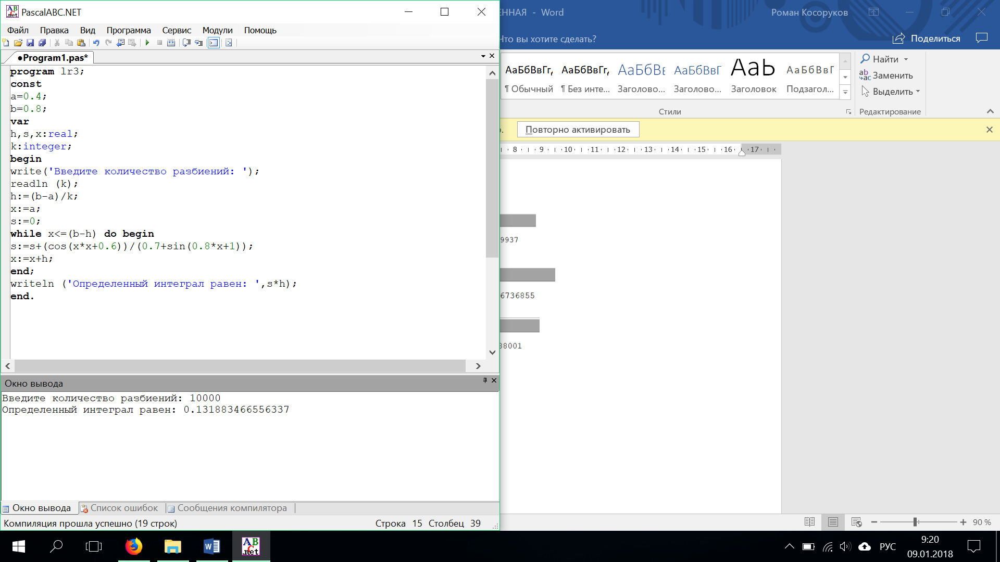 PascalABC.NET
Файл Правка Вид Программа Сервис Модули Помощь
●Program1.pas*
program lr3;
const
a=0.4;
b=0.8;
var
h,s,x:real;
k:integer;
begin
write('Введите количество разбиений: ');
readln (k);
h:=(b-a)/k;
x:=a;
s:=0;
while x<=(b-h) do begin
s:=s+(cos(x*x+0.6))/(0.7+sin(0.8*x+1));
x:=x+h;
end;
writeln ('Определенный интеграл равен: ',s*h);
end.
Окно вывода
Введите количество разбиений: 10000
Определенный интеграл равен: 0.131883466556337
Окно вывода Список ошибок Сообщения компилятора
Компиляция прошла успешно (19 строк) Строка 15 Столбец 39
ЕННАЯ - Word Роман Косоруков
Что вы хотите сделать? Поделиться
АаБбВвГг, АаБбВвГг, АаБбВв АаБбВвГ АаЬ АаБбВвГ
¶ Обычный ¶ Без инте... Заголово... Заголово... Заголовок Подзагол...
Стили
Найти
Заменить
Выделить
Редактирование
Повторно активировать
8 9 10 11 12 13 14 15 16 17
9937
6736855
38001
90 %
РУС
9:20
09.01.2018